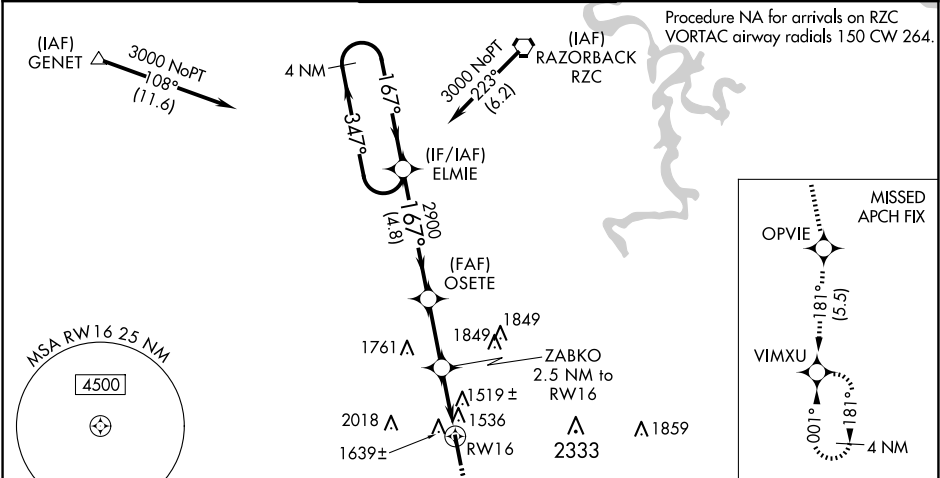 Procedure NA for arrivals on RZC
VORTAC airway radials 150 CW 264.
(IAF)
GENET
3000 NoPT
108°
(11.6)
4 NM
167°
347°
(IAF)
RAZORBACK
RZC
3000 NoPT
223°
(6.2)
(IF/IAF)
ELMIE
2900
167°
(4.8)
(FAF)
OSETE
MISSED
APCH FIX
OPVIE
181°
(5.5)
VIMXU
001°
181°
4 NM
MSA RW16 25 NM
4500
1761
1849
1849
ZABKO
2.5 NM to
RW16
1519 ±
1536
2018
1639±
RW16
2333
1859